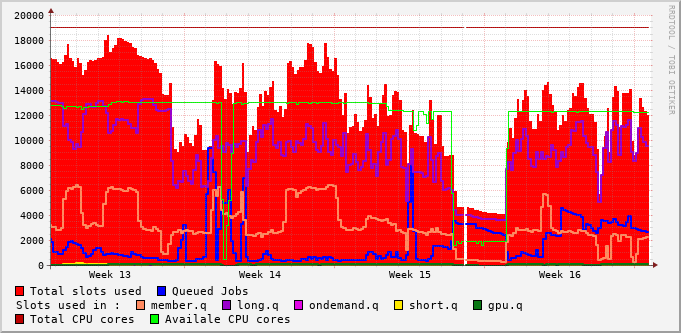 20000
18000
16000
14000
12000
10000
8000
6000
4000
2000
0
RRDTOOL / TOBI OETIKER
Week 13 Week 14 Week 15 Week 16
Total slots used Queued Jobs
Slots used in : member.q long.q ondemand.q short.q gpu.q
Total CPU cores Availale CPU cores